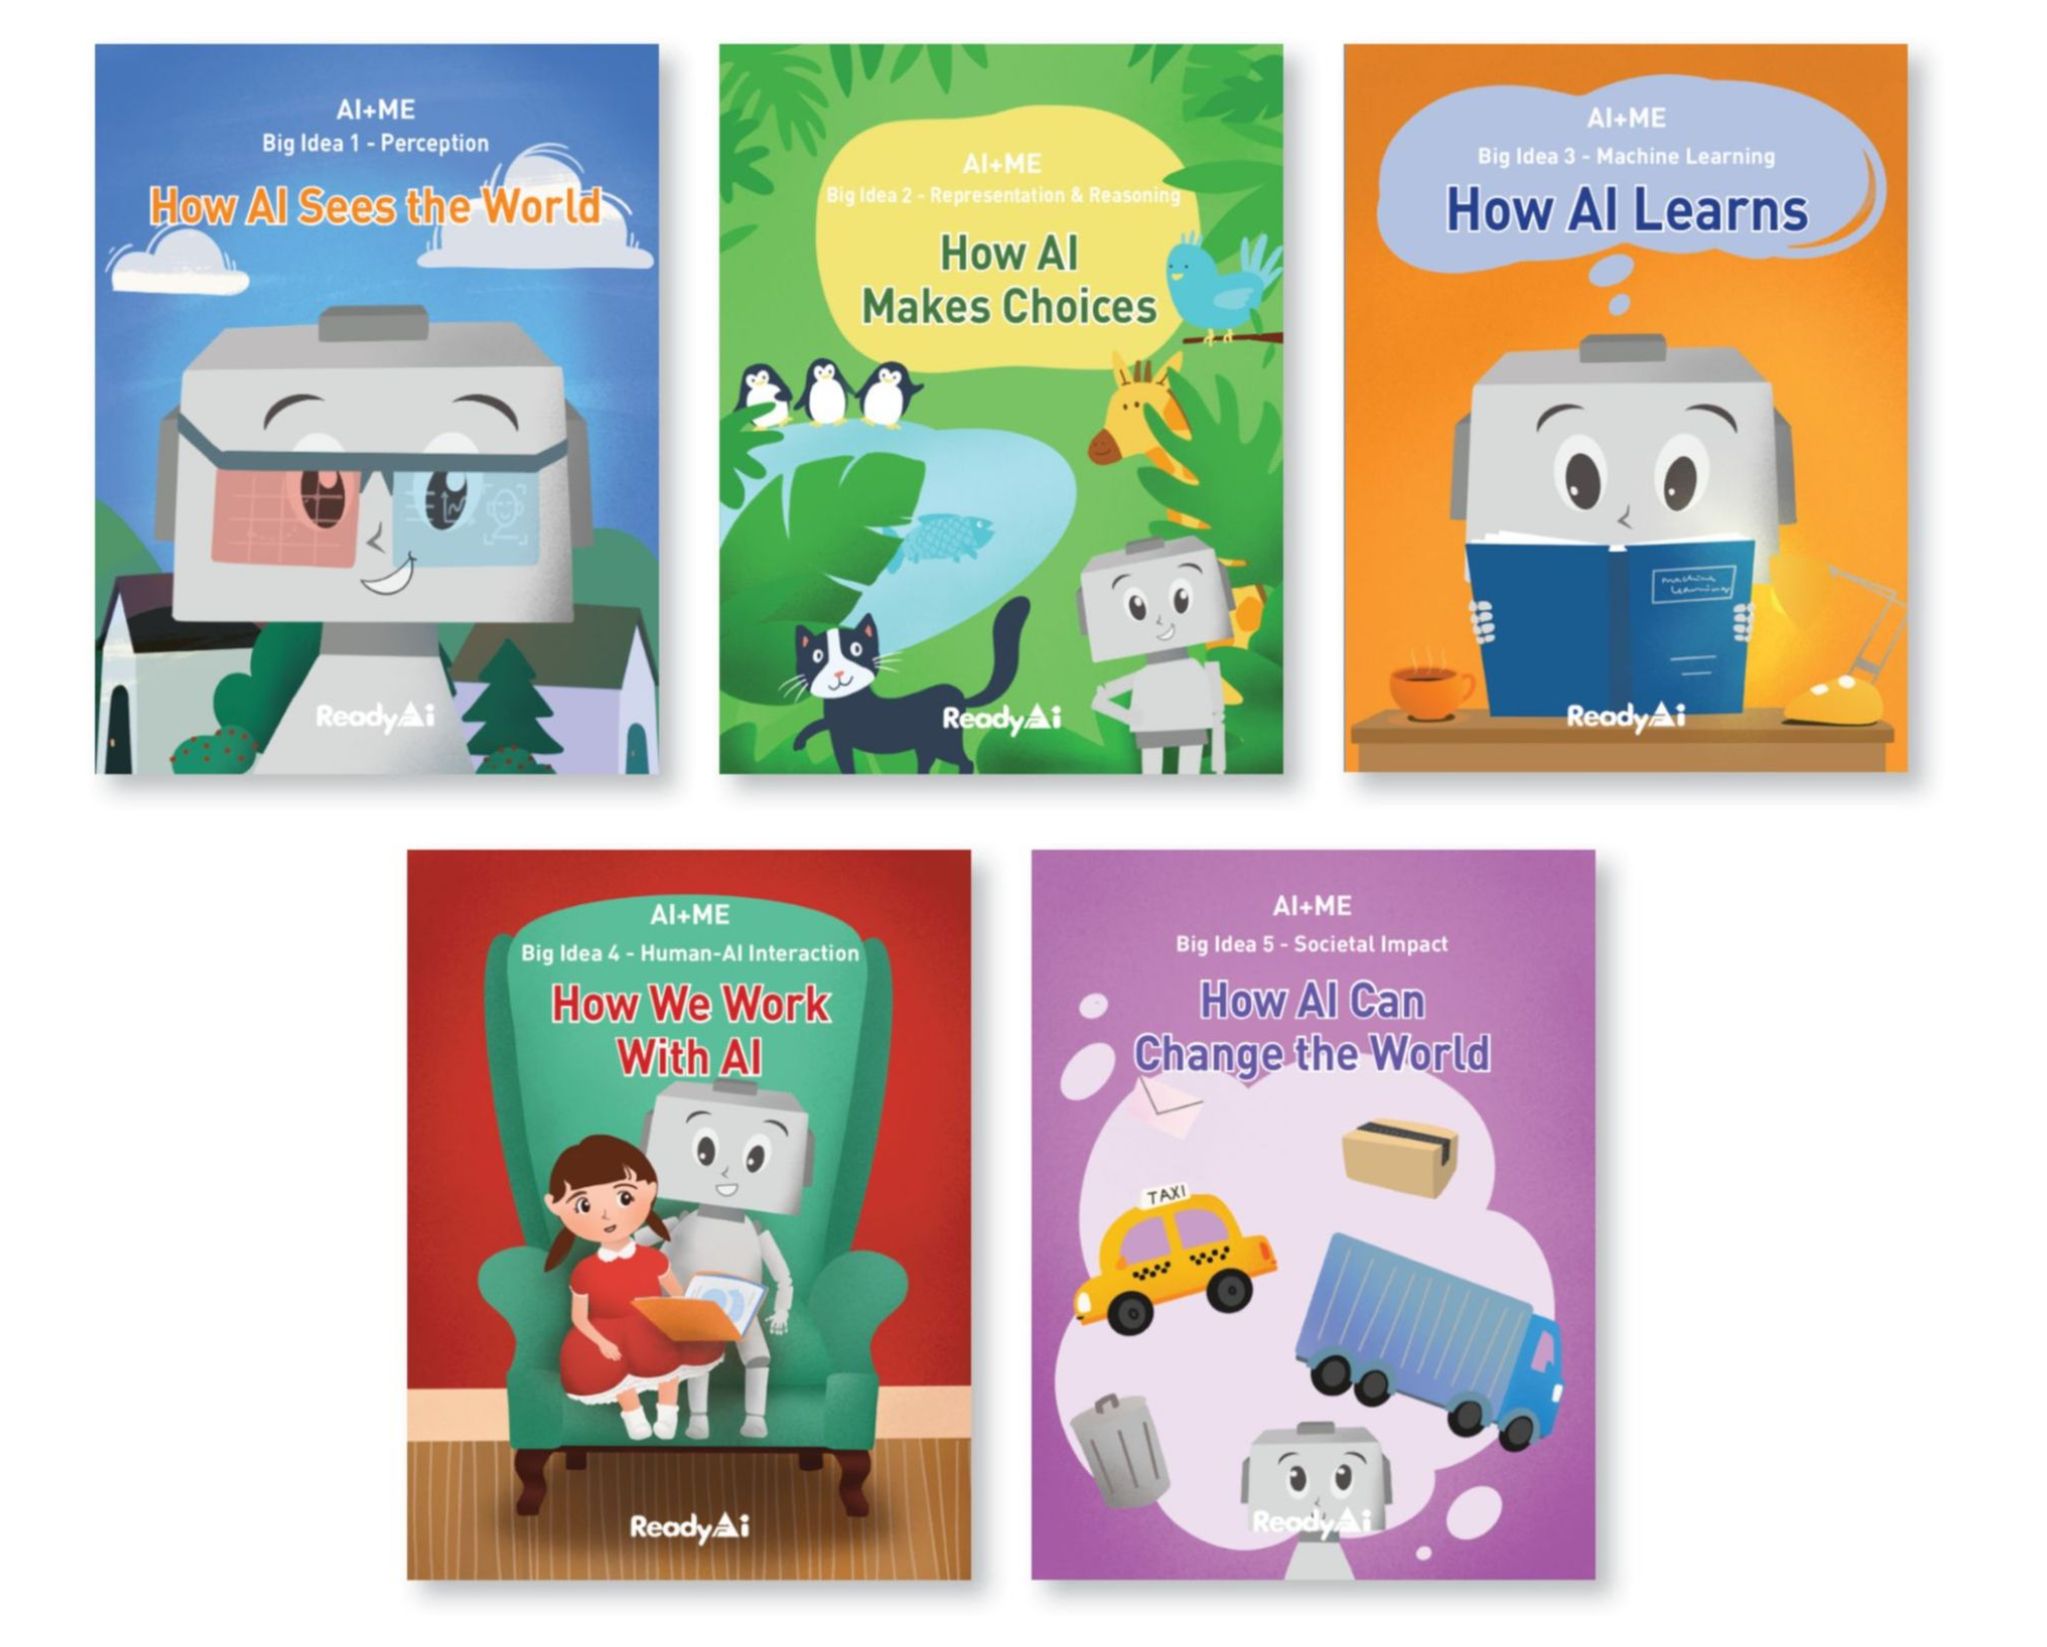 AI+ME
Big Idea 1 - Perception
How AI Sees the World
ReadyAi
AI+ME
Big Idea 2 - Representation & Reasoning
How AI
Makes Choices
ReadyAi
AI+ME
Big Idea 3 - Machine Learning
How AI Learns
machine
learning
ReadyAi
AI+ME
Big Idea 4 - Human-AI Interaction
How We Work
With AI
ReadyAi
AI+ME
Big Idea 5 - Societal Impact
How AI Can
Change the World
TAXI
ReadyAi